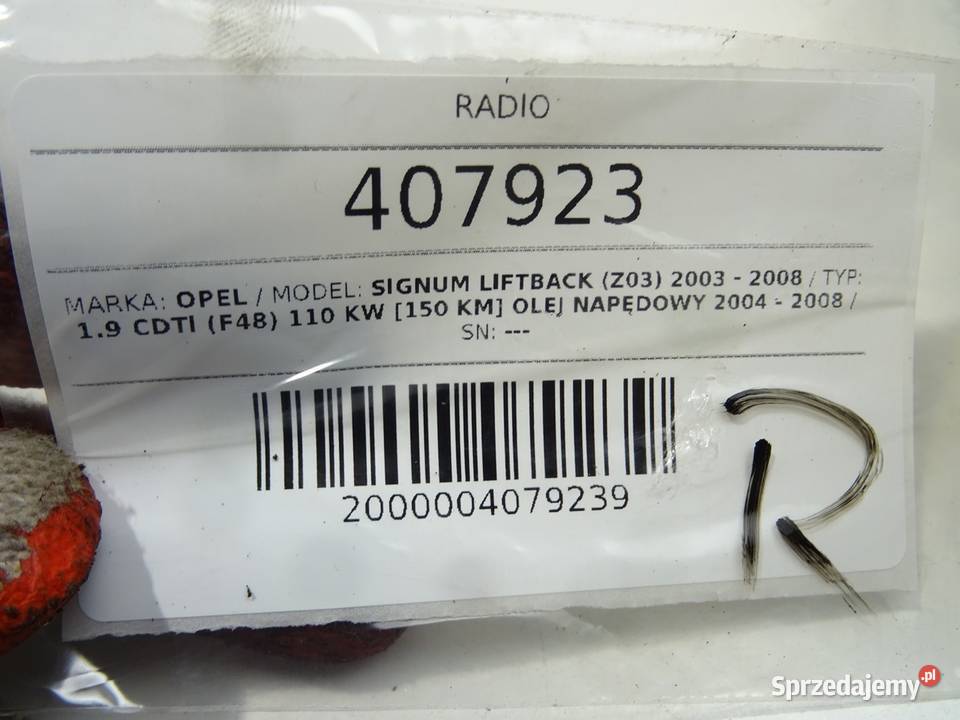 RADIO
407923
MARKA: OPEL / MODEL: SIGNUM LIFTBACK (Z03) 2003 - 2008 / TYP:
1.9 CDTI (F48) 110 KW [150 KM] OLEJ NAPĘDOWY 2004 - 2008 /
SN: ---
2000004079239
R
Sprzedajemy.pl